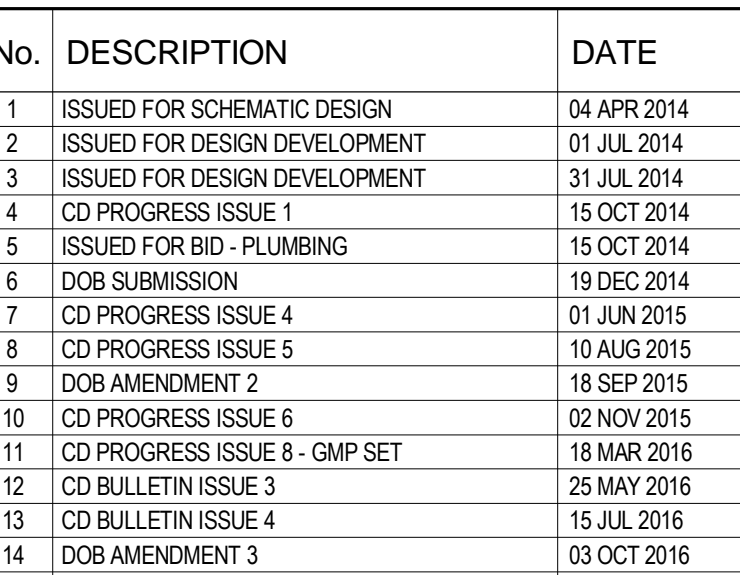 No. DESCRIPTION DATE
1 ISSUED FOR SCHEMATIC DESIGN 04 APR 2014
2 ISSUED FOR DESIGN DEVELOPMENT 01 JUL 2014
3 ISSUED FOR DESIGN DEVELOPMENT 31 JUL 2014
4 CD PROGRESS ISSUE 1 15 OCT 2014
5 ISSUED FOR BID - PLUMBING 15 OCT 2014
6 DOB SUBMISSION 19 DEC 2014
7 CD PROGRESS ISSUE 4 01 JUN 2015
8 CD PROGRESS ISSUE 5 10 AUG 2015
9 DOB AMENDMENT 2 18 SEP 2015
10 CD PROGRESS ISSUE 6 02 NOV 2015
11 CD PROGRESS ISSUE 8 - GMP SET 18 MAR 2016
12 CD BULLETIN ISSUE 3 25 MAY 2016
13 CD BULLETIN ISSUE 4 15 JUL 2016
14 DOB AMENDMENT 3 03 OCT 2016